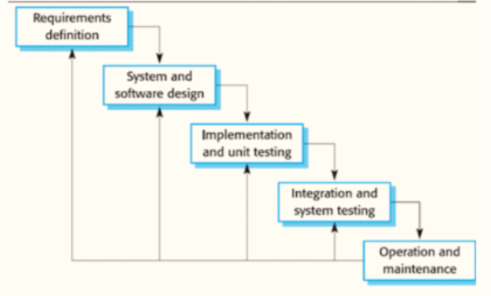 Requirements
definition
System and
software design
Implementation
and unit testing
Integration and
system testing
Operation and
maintenance